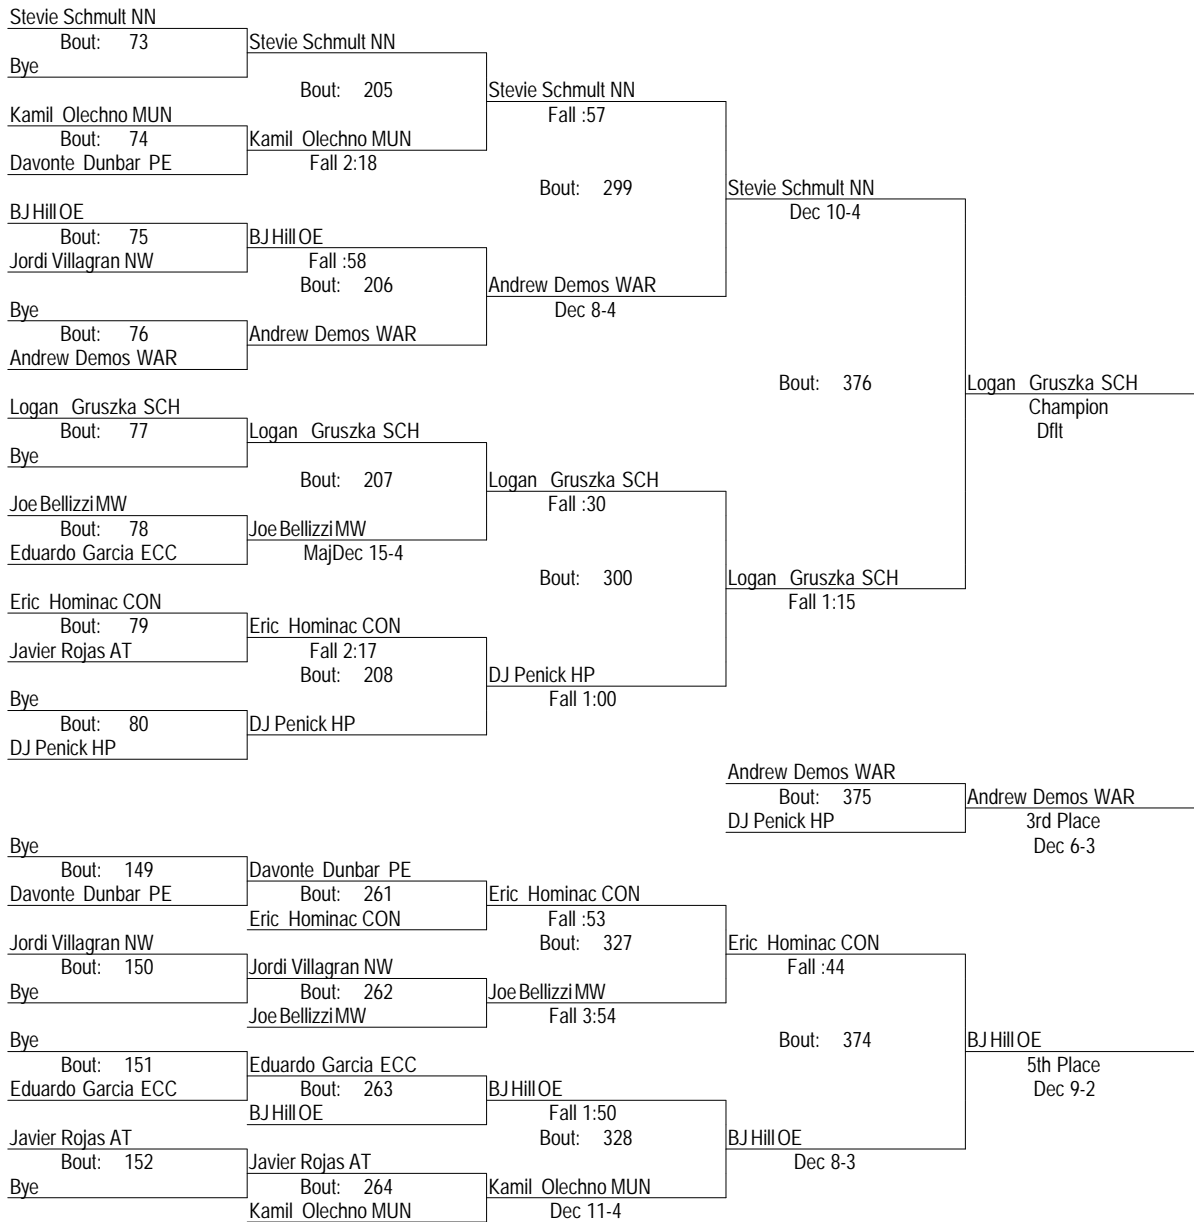 Stevie Schmult NN
Bout: 73
Stevie Schmult NN
Bye
Bout: 205
Stevie Schmult NN
Kamil Olechno MUN
Fall :57
Bout: 74
Kamil Olechno MUN
Davonte Dunbar PE
Fall 2:18
Bout: 299
Stevie Schmult NN
BJ Hill OE
Dec 10-4
Bout: 75
BJ Hill OE
Jordi Villagran NW
Fall :58
Bout: 206
Andrew Demos WAR
Bye
Dec 8-4
Bout: 76
Andrew Demos WAR
Andrew Demos WAR
Bout: 376
Logan Gruszka SCH
Logan Gruszka SCH
Champion
Bout: 77
Logan Gruszka SCH
Dflt
Bye
Bout: 207
Logan Gruszka SCH
Joe Bellizzi MW
Fall :30
Bout: 78
Joe Bellizzi MW
Eduardo Garcia ECC
MajDec 15-4
Bout: 300
Logan Gruszka SCH
Eric Hominac CON
Fall 1:15
Bout: 79
Eric Hominac CON
Javier Rojas AT
Fall 2:17
Bout: 208
DJ Penick HP
Bye
Fall 1:00
Bout: 80
DJ Penick HP
DJ Penick HP
Andrew Demos WAR
Bout: 375
Andrew Demos WAR
DJ Penick HP
3rd Place
Dec 6-3
Bye
Bout: 149
Davonte Dunbar PE
Davonte Dunbar PE
Bout: 261
Eric Hominac CON
Eric Hominac CON
Fall :53
Jordi Villagran NW
Bout: 327
Eric Hominac CON
Bout: 150
Jordi Villagran NW
Fall :44
Bye
Bout: 262
Joe Bellizzi MW
Joe Bellizzi MW
Fall 3:54
Bye
Bout: 374
BJ Hill OE
Bout: 151
Eduardo Garcia ECC
5th Place
Eduardo Garcia ECC
Bout: 263
BJ Hill OE
Dec 9-2
BJ Hill OE
Fall 1:50
Javier Rojas AT
Bout: 328
BJ Hill OE
Bout: 152
Javier Rojas AT
Dec 8-3
Bye
Bout: 264
Kamil Olechno MUN
Kamil Olechno MUN
Dec 11-4